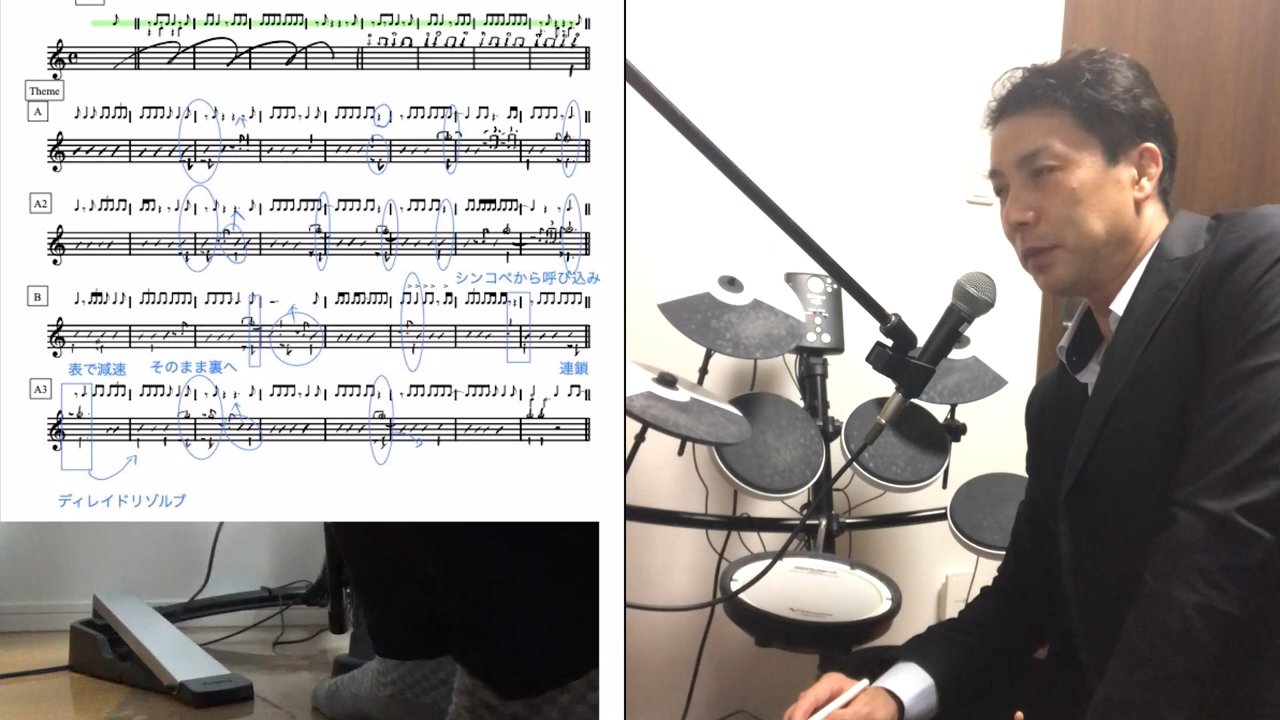 Theme
A
A2
シンコペから呼び込み
B
表で減速 そのまま裏へ 連鎖
A3
ディレイドリゾルブ
Roland